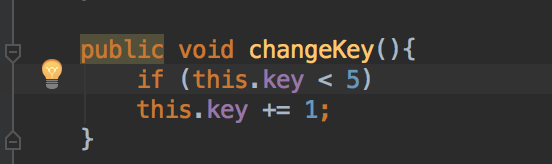 public void changeKey(){
if (this.key < 5)
this.key += 1;
}